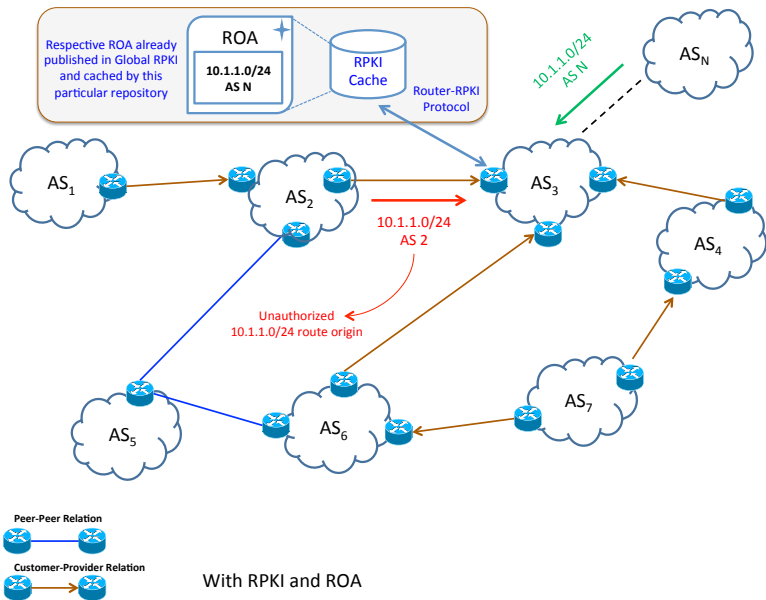 Respective ROA already
published in Global RPKI
and cached by this
particular repository
ROA
10.1.1.0/24
AS N
RPKI
Cache
Router-RPKI
Protocol
10.1.1.0/24
AS N
ASN
AS1
AS2
AS3
10.1.1.0/24
AS 2
AS4
Unauthorized
10.1.1.0/24 route origin
AS5
AS6
AS7
Peer-Peer Relation
Customer-Provider Relation
With RPKI and ROA